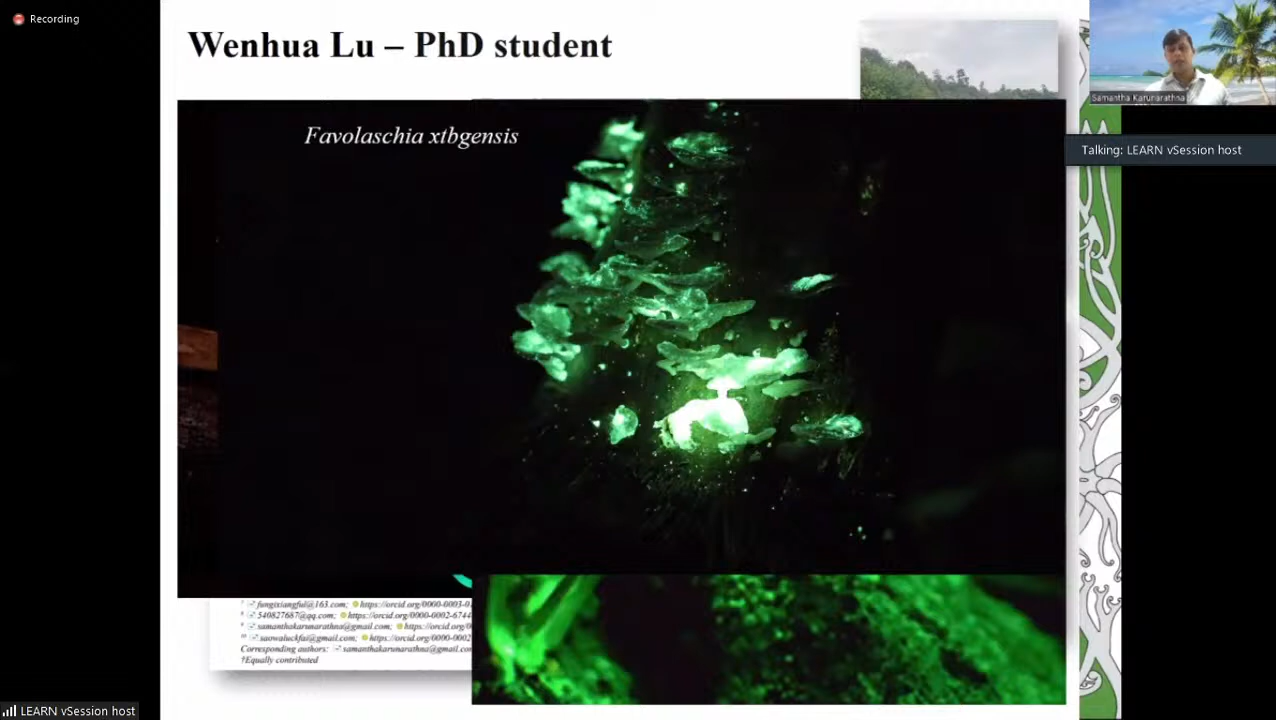 Recording
Wenhua Lu – PhD student
Samantha Karunarathna
Favolaschia xtbgensis
Talking: LEARN vSession host
fungixiangfu@163.com; https://orcid.org/0000-0003-0
540827687@qq.com; https://orcid.org/0000-0002-6744
samanthakarunarathna@gmail.com; https://orcid.org/0
saowaluckfai@gmail.com; https://orcid.org/0000-0002
Corresponding authors: samanthakarunarathna@gmail.co
†Equally contributed
LEARN vSession host